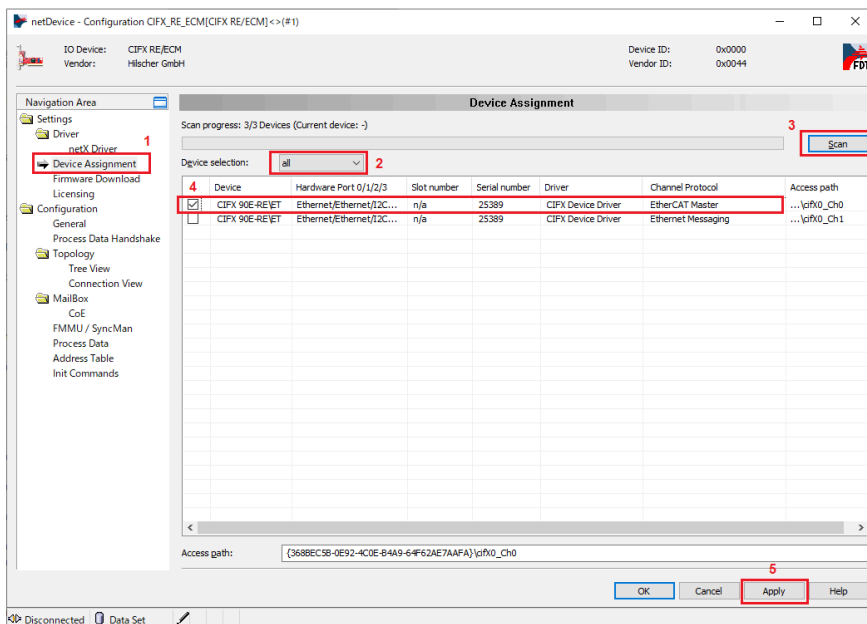 netDevice - Configuration CIFX_RE_ECM[CIFX RE/ECM]<>(#1)
IO Device: CIFX RE/ECM Device ID: 0x0000
Vendor: Hilscher GmbH Vendor ID: 0x0044
FDT
Navigation Area
Device Assignment
Settings
Driver
netX Driver
1
Device Assignment
Firmware Download
Licensing
Configuration
General
Process Data Handshake
Topology
Tree View
Connection View
MailBox
CoE
FMMU / SyncMan
Process Data
Address Table
Init Commands
Scan progress: 3/3 Devices (Current device: -)
3
Scan
Device selection: all 2
4 Device Hardware Port 0/1/2/3 Slot number Serial number Driver Channel Protocol Access path
CIFX 90E-RE\ET Ethernet/Ethernet/I2C... n/a 25389 CIFX Device Driver EtherCAT Master ...\cifX0_Ch0
CIFX 90E-RE\ET Ethernet/Ethernet/I2C... n/a 25389 CIFX Device Driver Ethernet Messaging ...\cifX0_Ch1
Access path: {368BEC5B-0E92-4C0E-B4A9-64F62AE7AAFA}\cifX0_Ch0
5
OK Cancel Apply Help
Disconnected Data Set